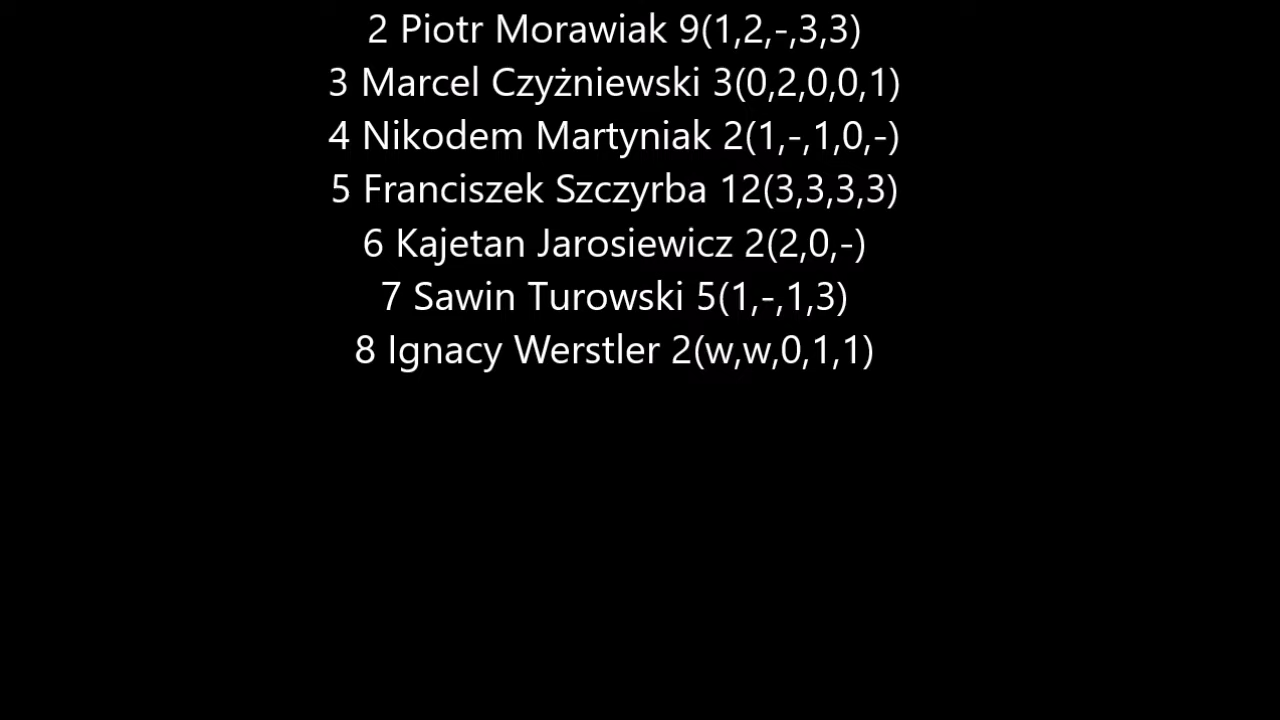 2 Piotr Morawiak 9(1,2,-,3,3)
3 Marcel Czyżniewski 3(0,2,0,0,1)
4 Nikodem Martyniak 2(1,-,1,0,-)
5 Franciszek Szczyrba 12(3,3,3,3)
6 Kajetan Jarosiewicz 2(2,0,-)
7 Sawin Turowski 5(1,-,1,3)
8 Ignacy Werstler 2(w,w,0,1,1)